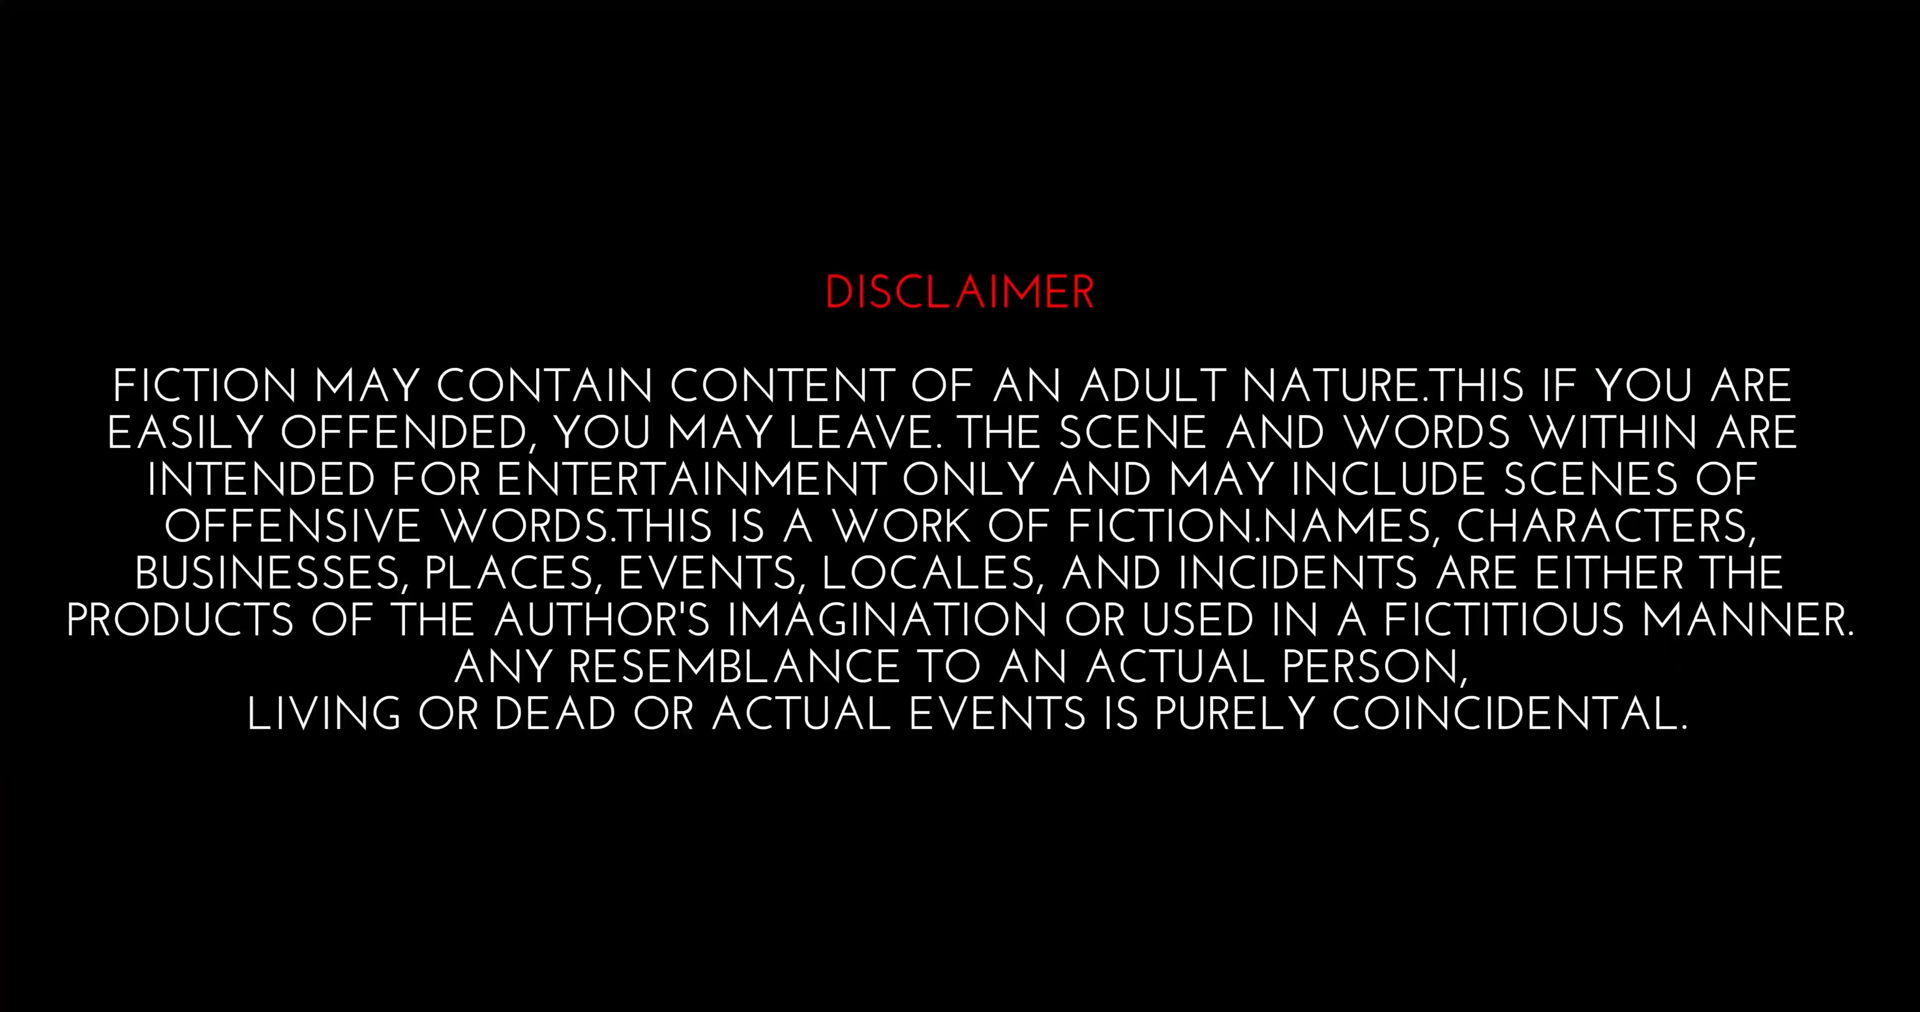 DISCLAIMER
FICTION MAY CONTAIN CONTENT OF AN ADULT NATURE.THIS IF YOU ARE
EASILY OFFENDED, YOU MAY LEAVE. THE SCENE AND WORDS WITHIN ARE
INTENDED FOR ENTERTAINMENT ONLY AND MAY INCLUDE SCENES OF
OFFENSIVE WORDS.THIS IS A WORK OF FICTION.NAMES, CHARACTERS,
BUSINESSES, PLACES, EVENTS, LOCALES, AND INCIDENTS ARE EITHER THE
PRODUCTS OF THE AUTHOR'S IMAGINATION OR USED IN A FICTITIOUS MANNER.
ANY RESEMBLANCE TO AN ACTUAL PERSON,
LIVING OR DEAD OR ACTUAL EVENTS IS PURELY COINCIDENTAL.